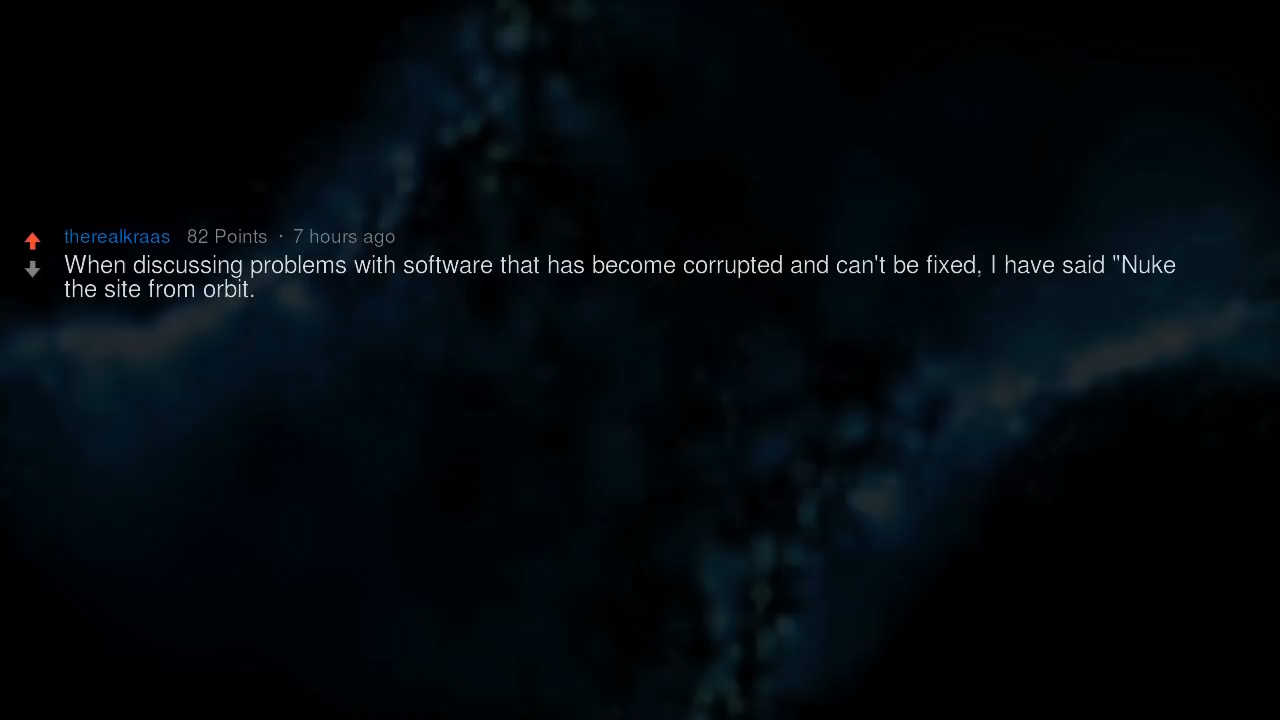 therealkraas 82 Points · 7 hours ago
When discussing problems with software that has become corrupted and can't be fixed, I have said "Nuke
the site from orbit.